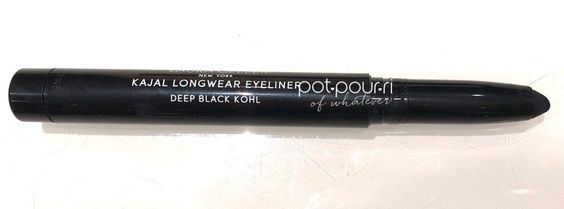 NEW YORK
KAJAL LONGWEAR EYELINER
DEEP BLACK KOHL
pot.pour.ri
of whatever